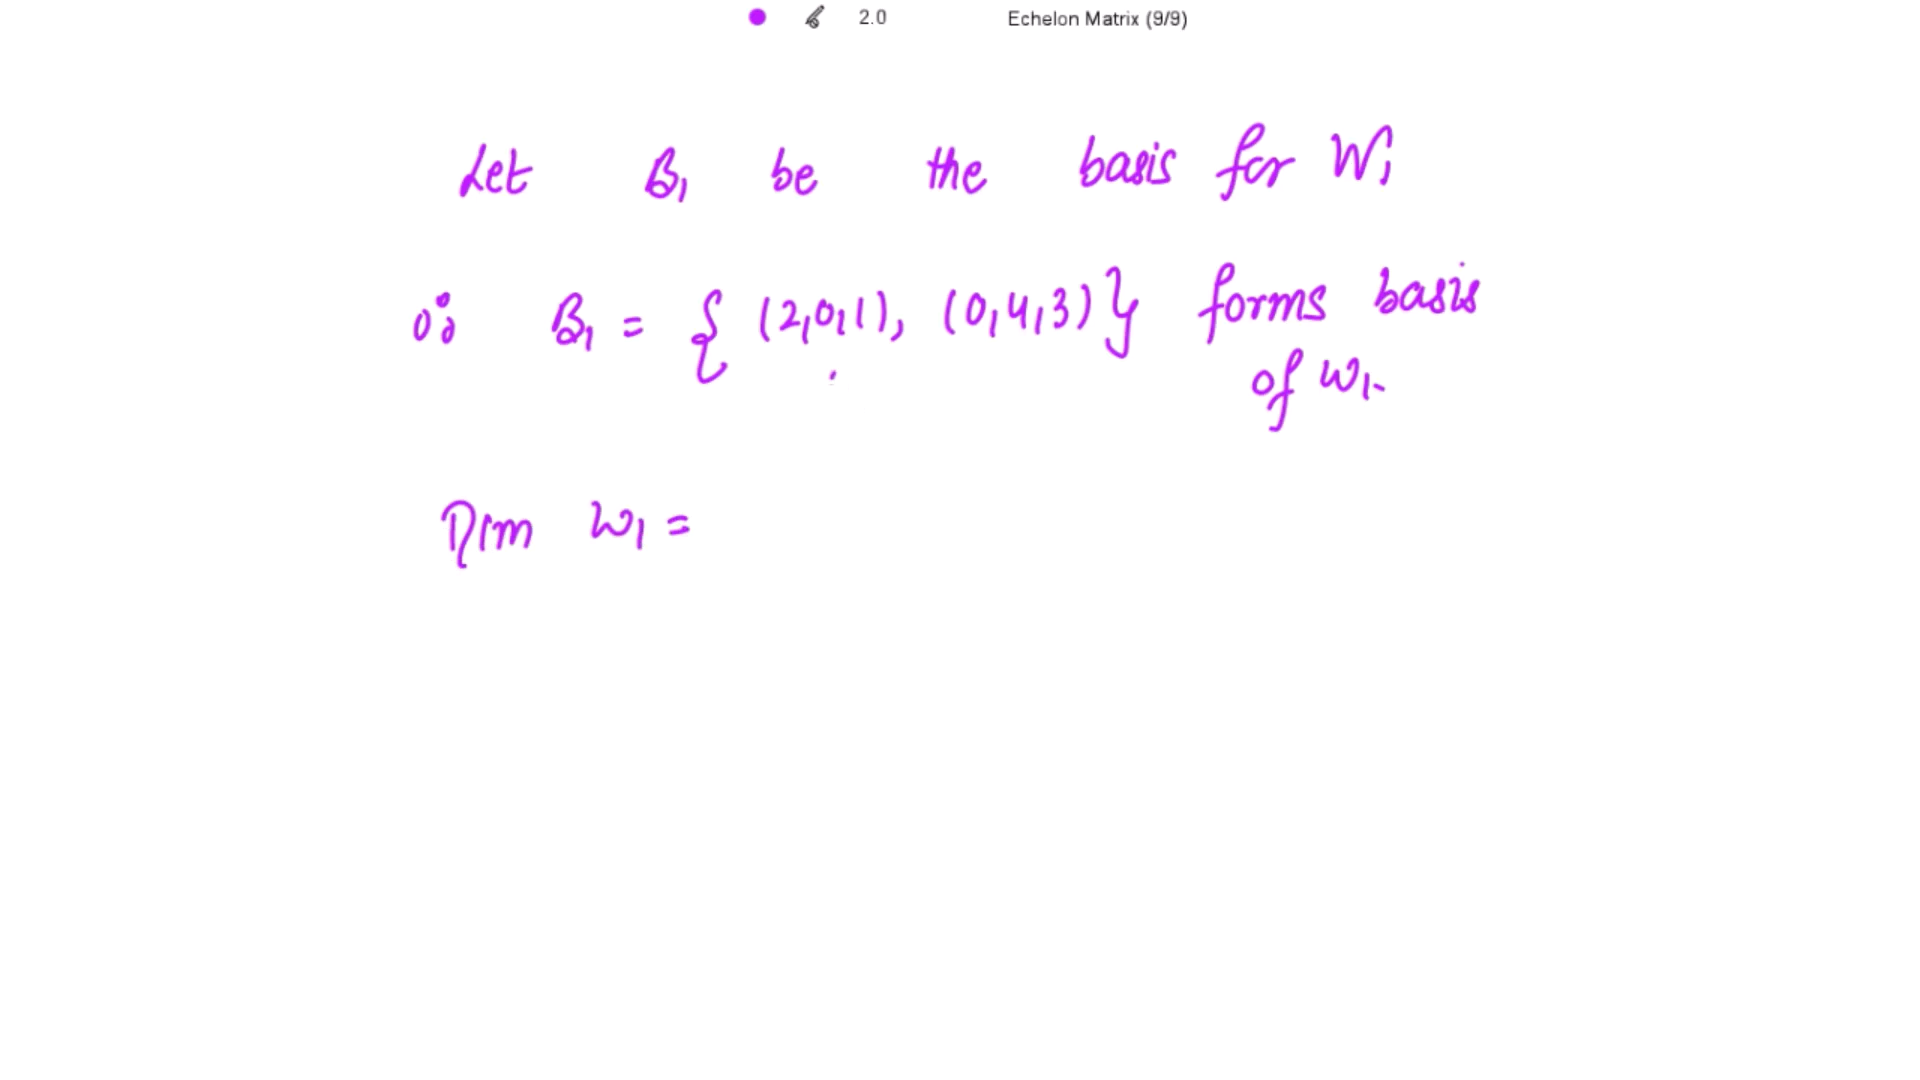 2.0 Echelon Matrix (9/9)
Let B₁ be the basis for W₁
∴ B₁ = { (2,0,1), (0,4,3) } forms basis
of W₁.
Dim W₁ =